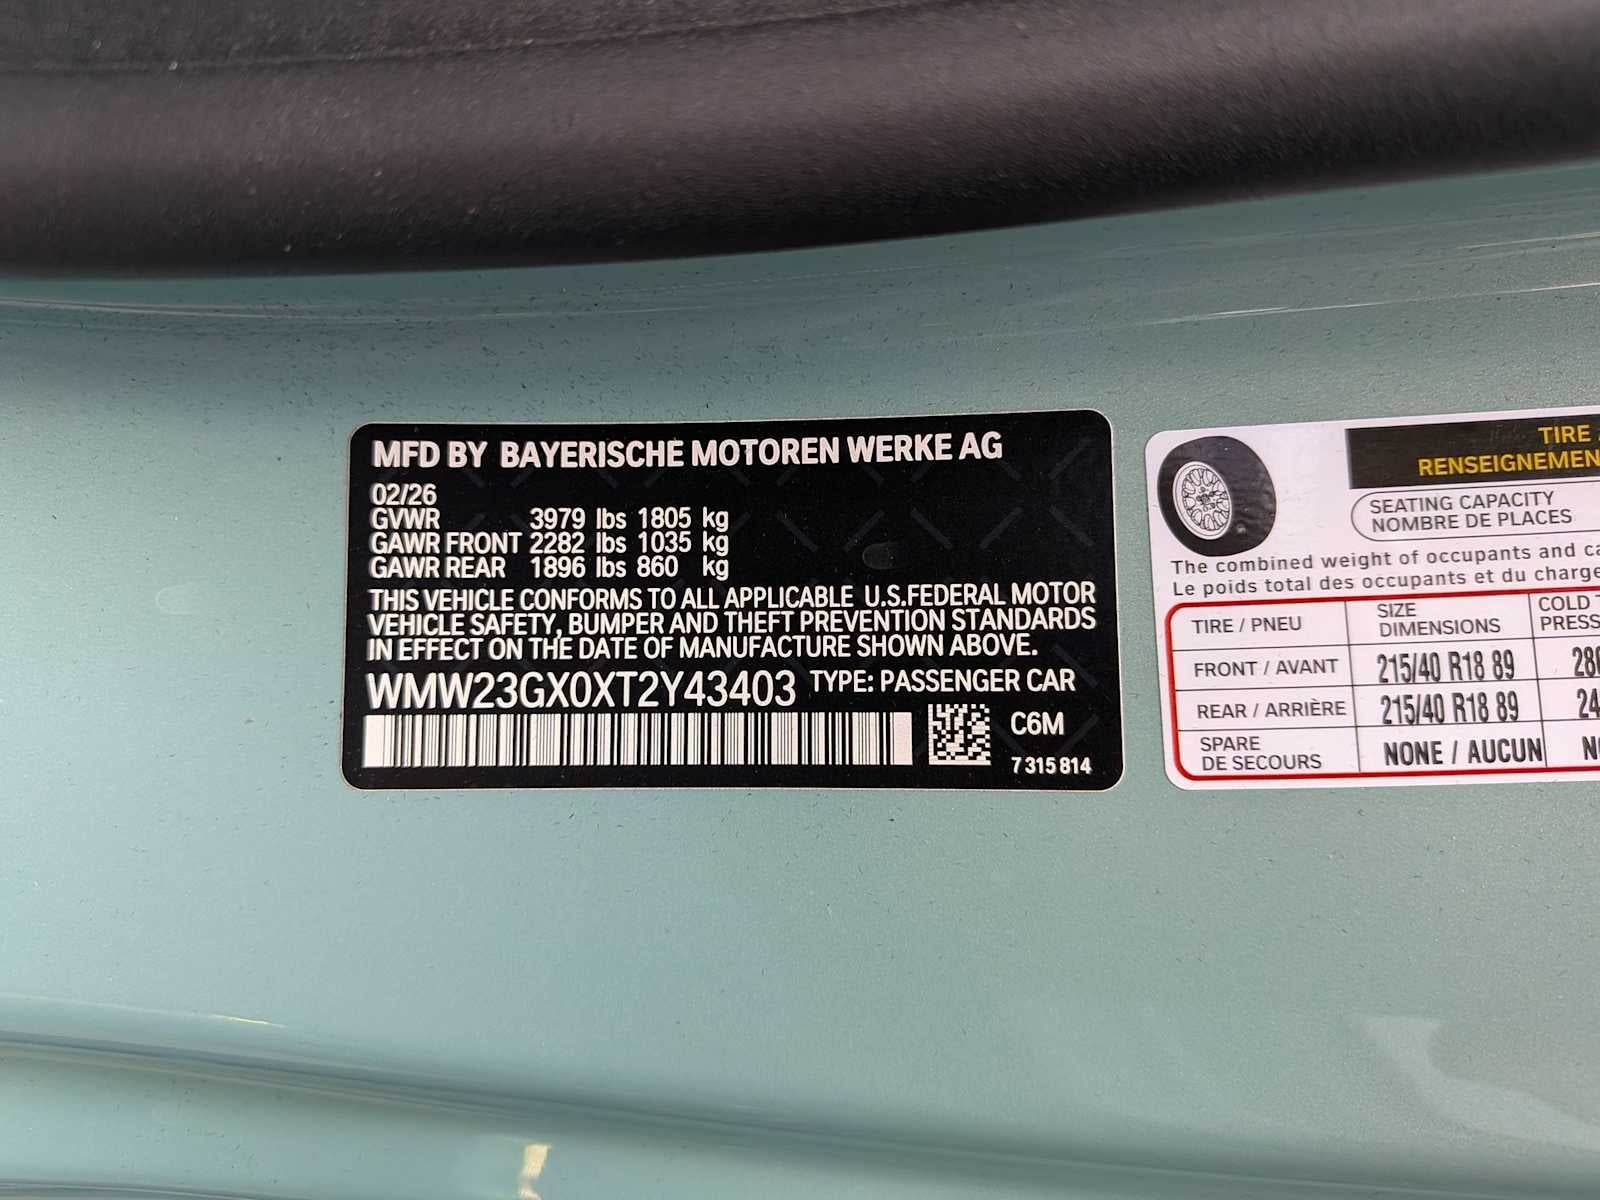 MFD BY BAYERISCHE MOTOREN WERKE AG
02/26
GVWR 3979 lbs 1805 kg
GAWR FRONT 2282 lbs 1035 kg
GAWR REAR 1896 lbs 860 kg
THIS VEHICLE CONFORMS TO ALL APPLICABLE U.S.FEDERAL MOTOR
VEHICLE SAFETY, BUMPER AND THEFT PREVENTION STANDARDS
IN EFFECT ON THE DATE OF MANUFACTURE SHOWN ABOVE.
WMW23GX0XT2Y43403 TYPE: PASSENGER CAR
C6M
7 315 814
TIRE
RENSEIGNEMEN
SEATING CAPACITY
NOMBRE DE PLACES
The combined weight of occupants and ca
Le poids total des occupants et du charge
TIRE / PNEU SIZE DIMENSIONS COLD T PRESS
FRONT / AVANT 215/40 R18 89 280
REAR / ARRIÈRE 215/40 R18 89 24
SPARE DE SECOURS NONE / AUCUN N